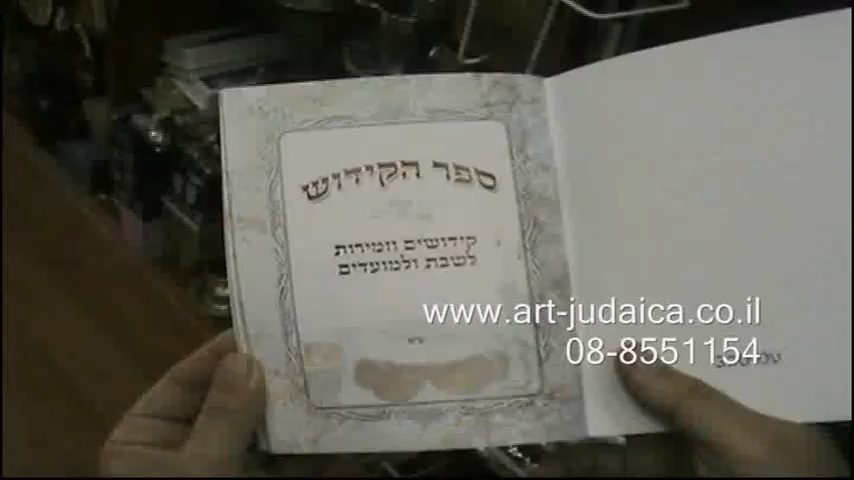 ספר הקידוש
קידושים וזמירות
לשבת ולמועדים
www.art-judaica.co.il
08-8551154